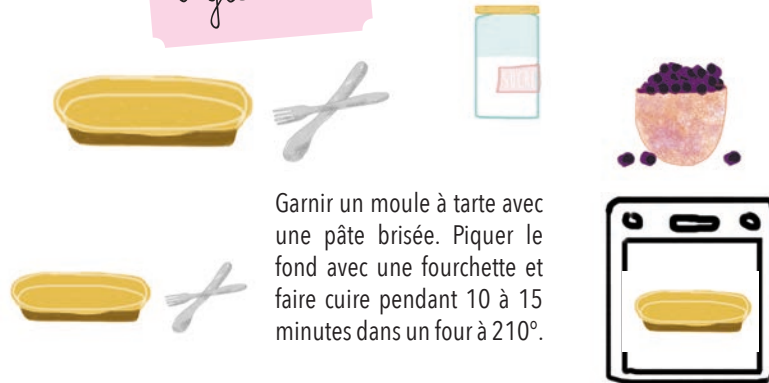 SUCRE
Garnir un moule à tarte avec
une pâte brisée. Piquer le
fond avec une fourchette et
faire cuire pendant 10 à 15
minutes dans un four à 210°.